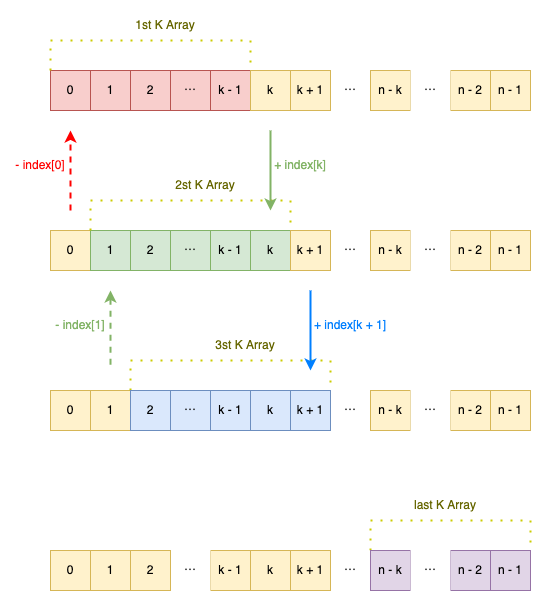 1st K Array
0 1 2 ... k - 1 k k + 1 ... n - k ... n - 2 n - 1
- index[0] + index[k]
2st K Array
0 1 2 ... k - 1 k k + 1 ... n - k ... n - 2 n - 1
- index[1] + index[k + 1]
3st K Array
0 1 2 ... k - 1 k k + 1 ... n - k ... n - 2 n - 1
last K Array
0 1 2 ... k - 1 k k + 1 ... n - k ... n - 2 n - 1